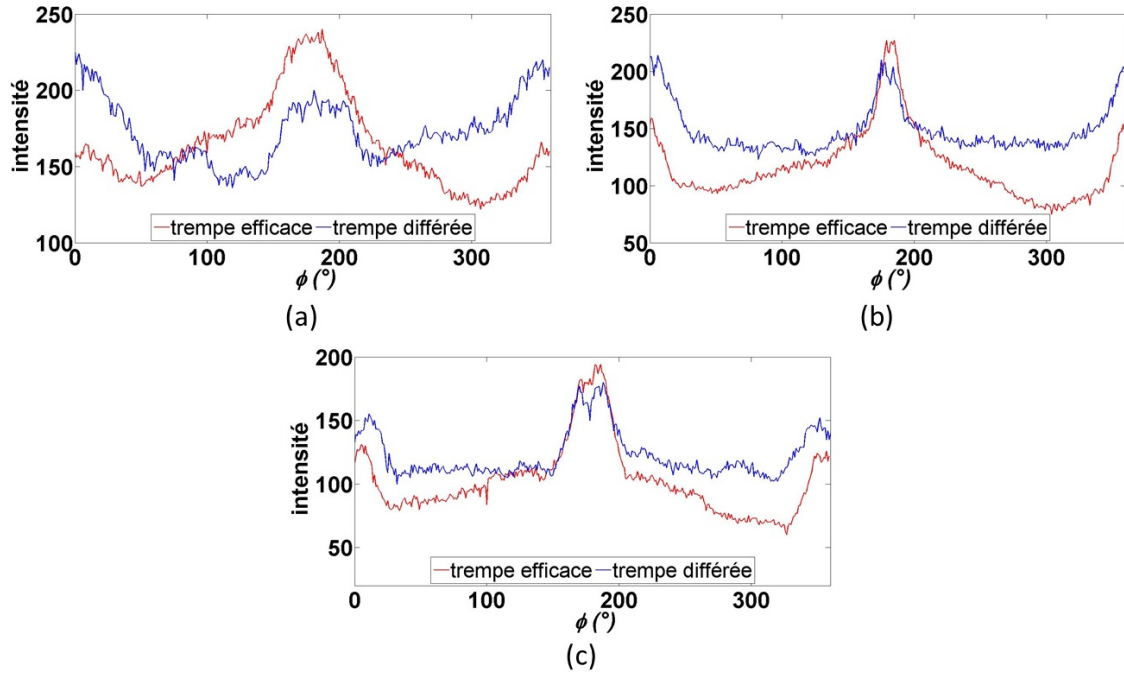 250
200
150
100
intensité
0 100 200 300
ϕ (°)
trempe efficace trempe différée
(a)
250
200
150
100
50
intensité
0 100 200 300
ϕ (°)
trempe efficace trempe différée
(b)
200
150
100
50
intensité
0 100 200 300
ϕ (°)
trempe efficace trempe différée
(c)